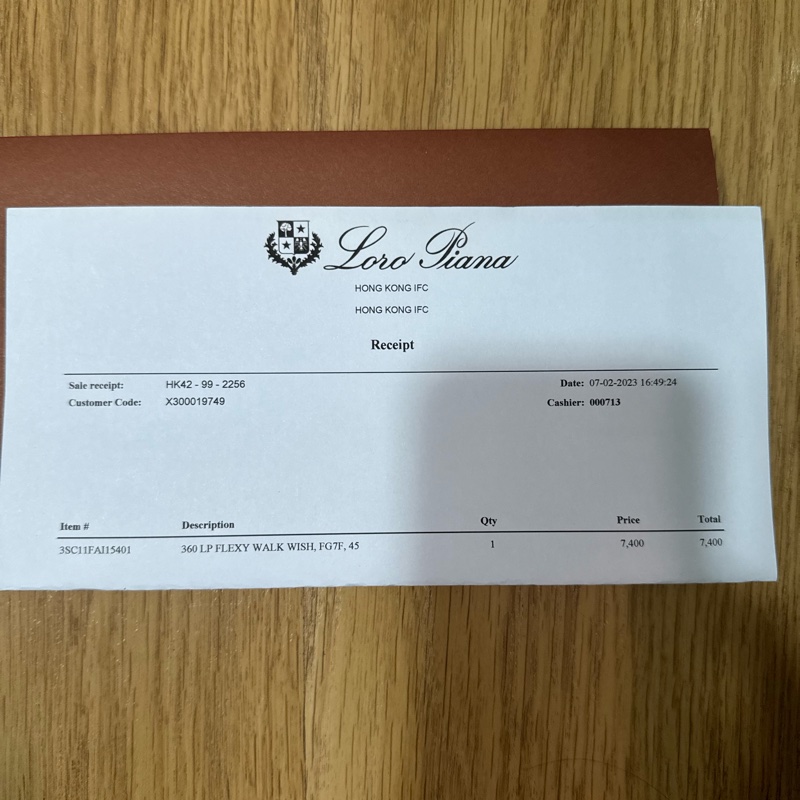 Loro Piana
HONG KONG IFC
HONG KONG IFC
Receipt
Sale receipt: HK42 - 99 - 2256 Date: 07-02-2023 16:49:24
Customer Code: X300019749 Cashier: 000713
Item # Description Qty Price Total
3SC11FAI15401 360 LP FLEXY WALK WISH, FG7F, 45 1 7,400 7,400